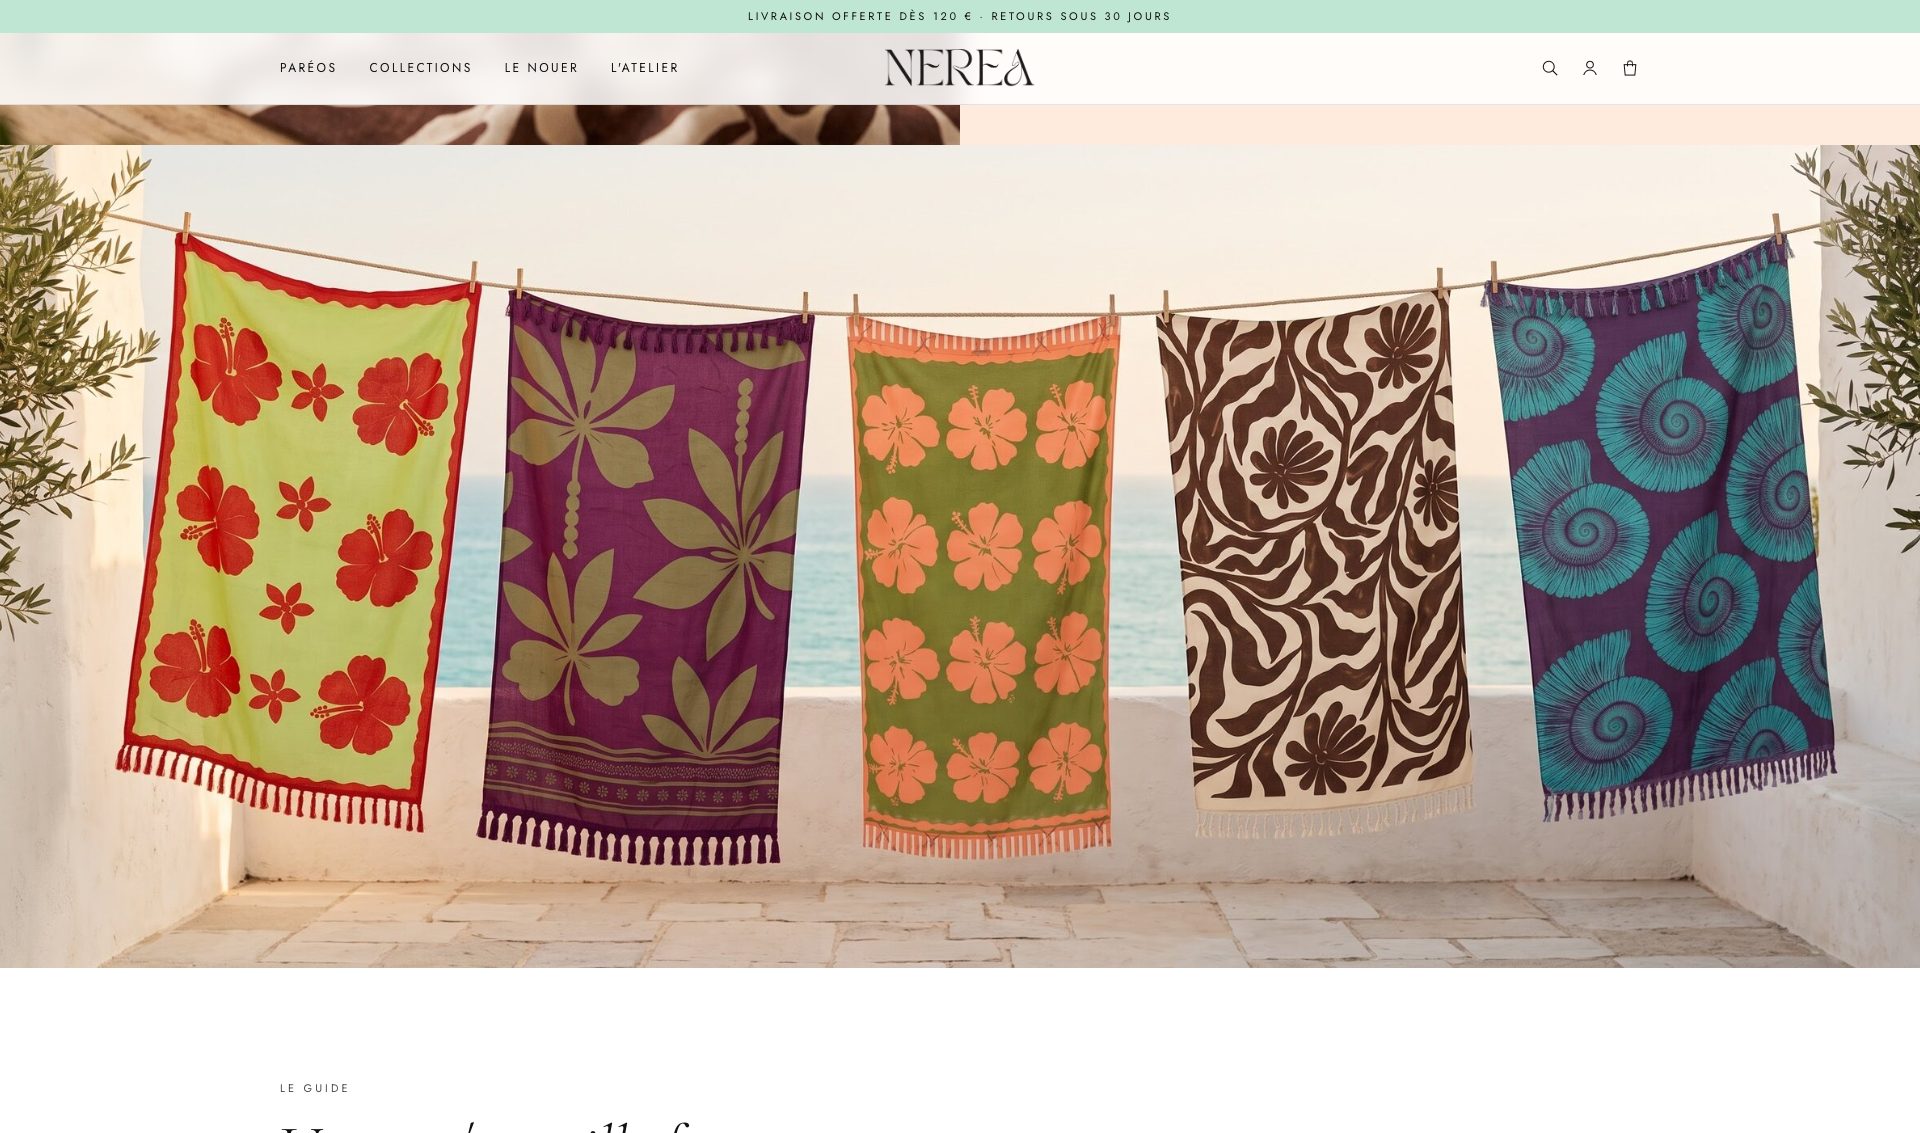 LIVRAISON OFFERTE DÈS 120 € · RETOURS SOUS 30 JOURS
PARÉOS COLLECTIONS LE NOUER L'ATELIER NEREA
LE GUIDE